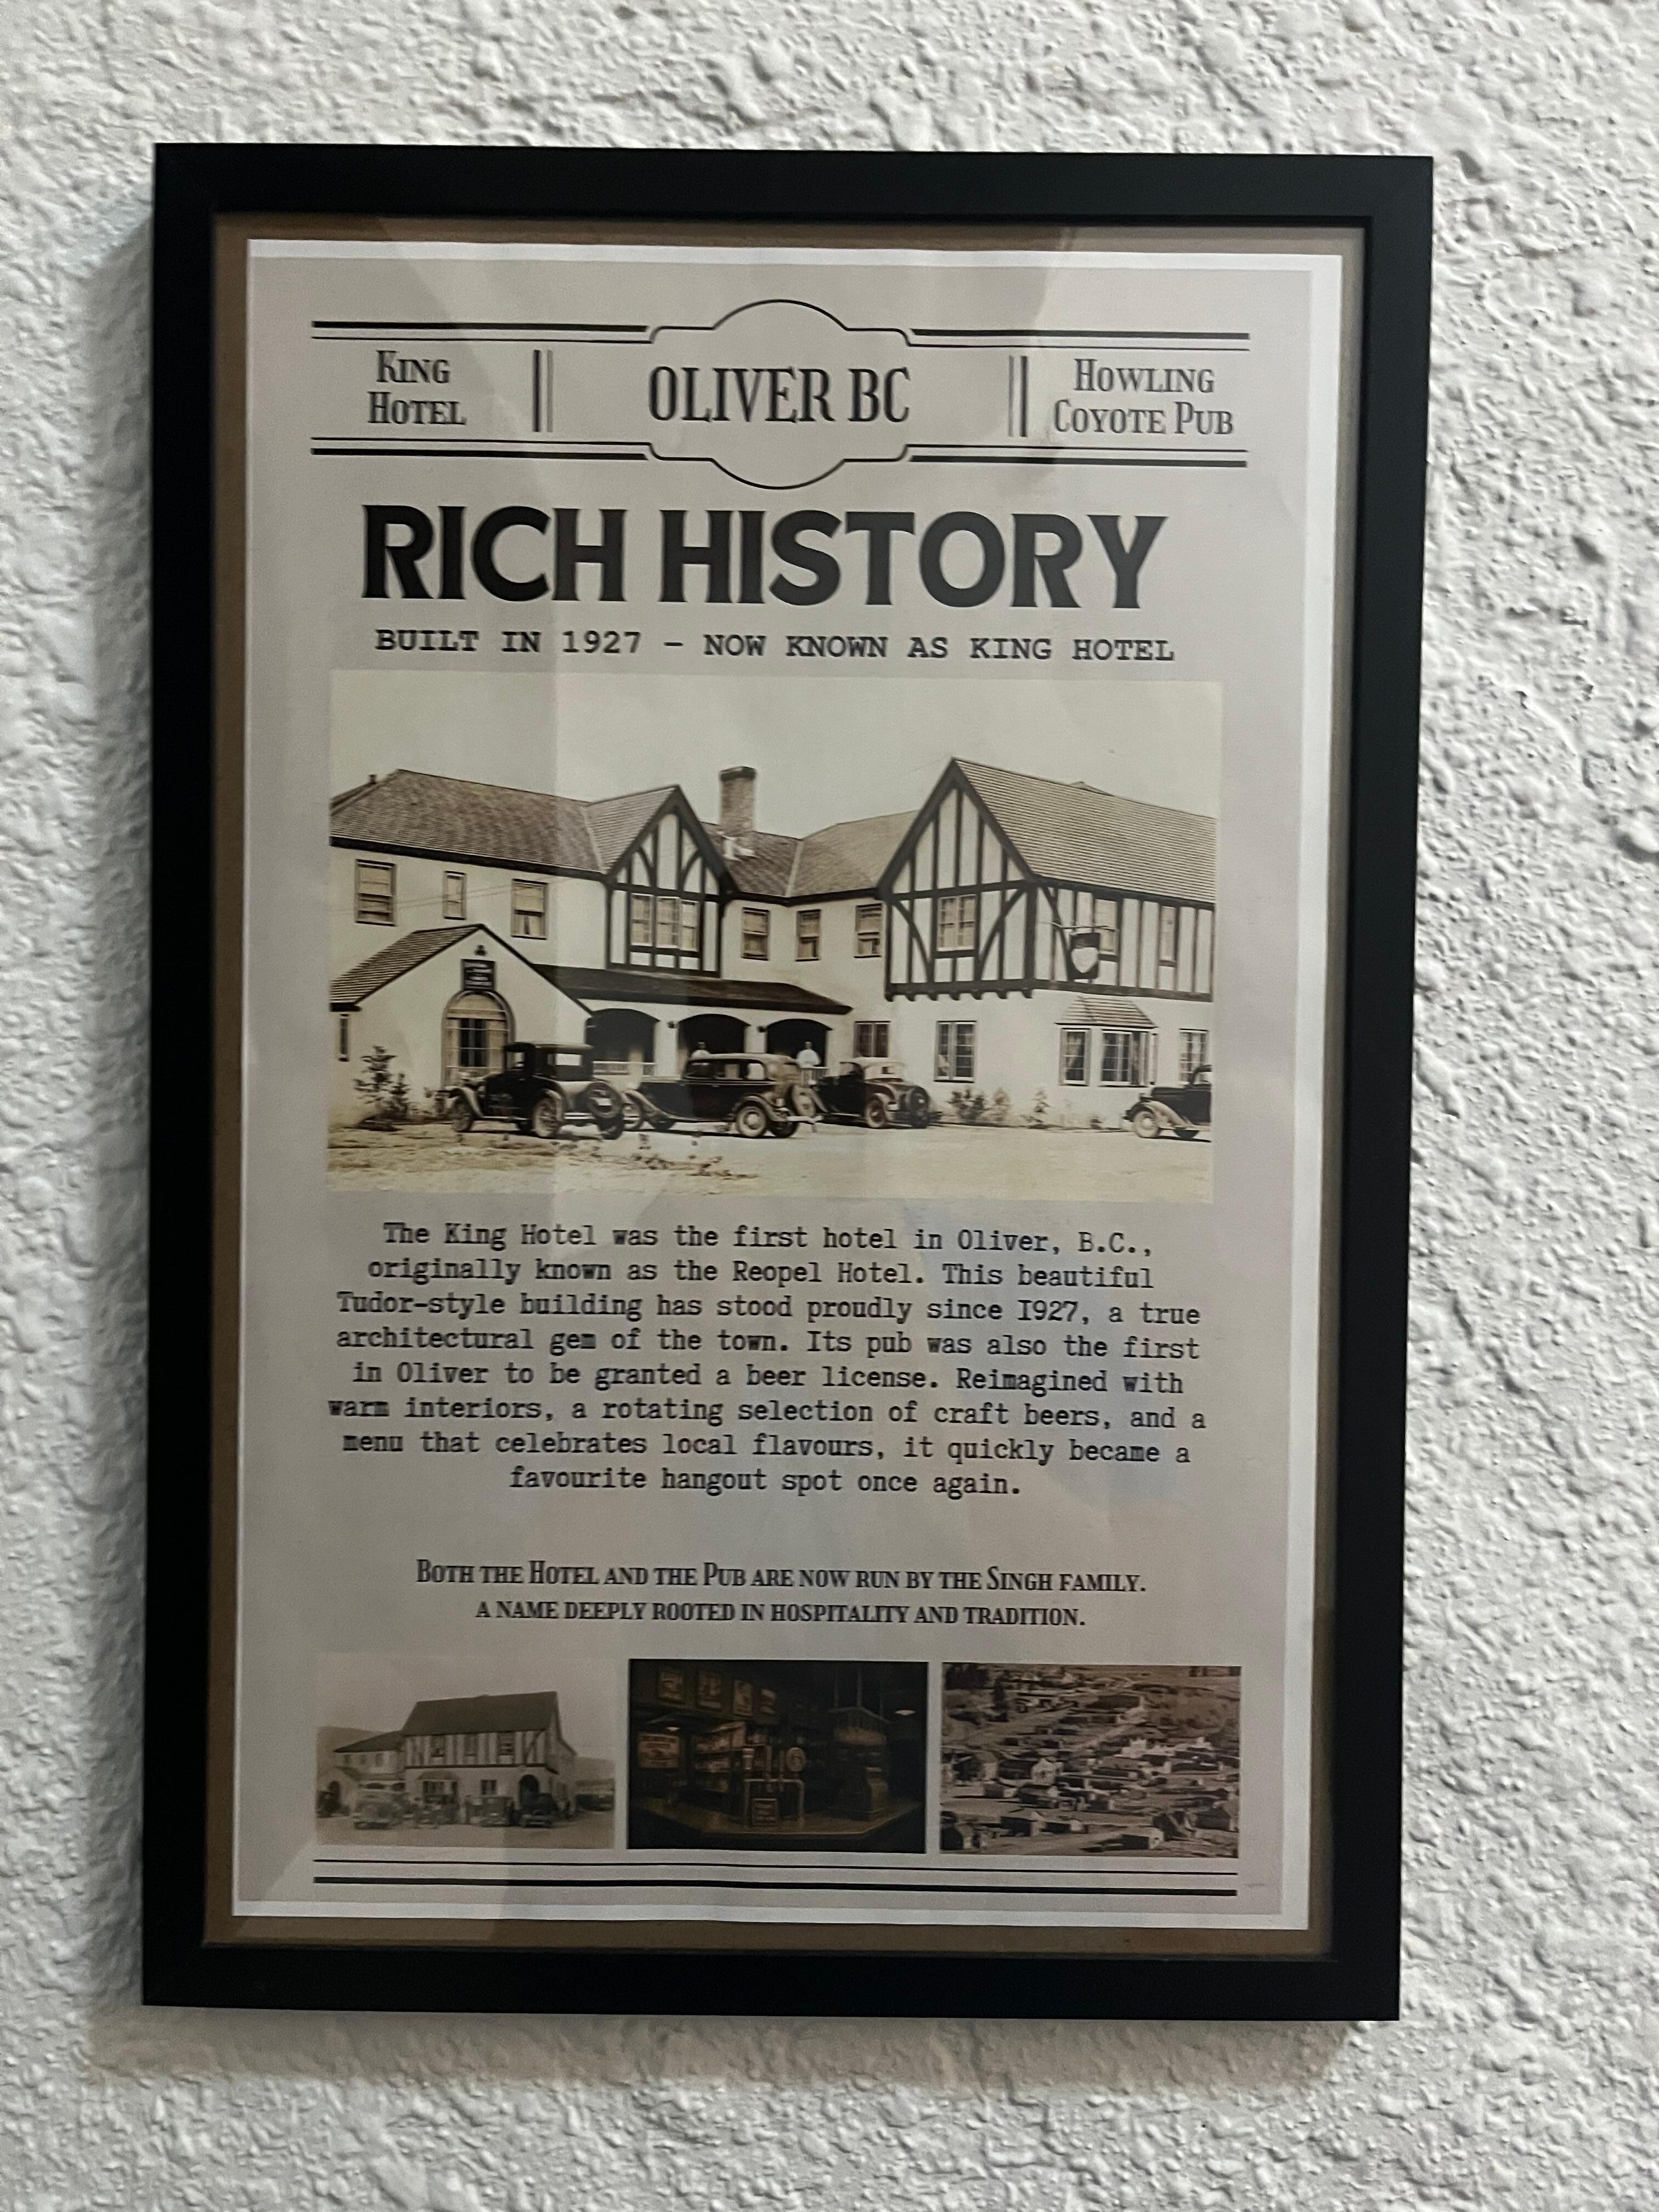 KING HOTEL
OLIVER BC
HOWLING COYOTE PUB
RICH HISTORY
BUILT IN 1927 – NOW KNOWN AS KING HOTEL
The King Hotel was the first hotel in Oliver, B.C.,
originally known as the Reopel Hotel. This beautiful
Tudor-style building has stood proudly since 1927, a true
architectural gem of the town. Its pub was also the first
in Oliver to be granted a beer license. Reimagined with
warm interiors, a rotating selection of craft beers, and a
menu that celebrates local flavours, it quickly became a
favourite hangout spot once again.
BOTH THE HOTEL AND THE PUB ARE NOW RUN BY THE SINGH FAMILY.
A NAME DEEPLY ROOTED IN HOSPITALITY AND TRADITION.